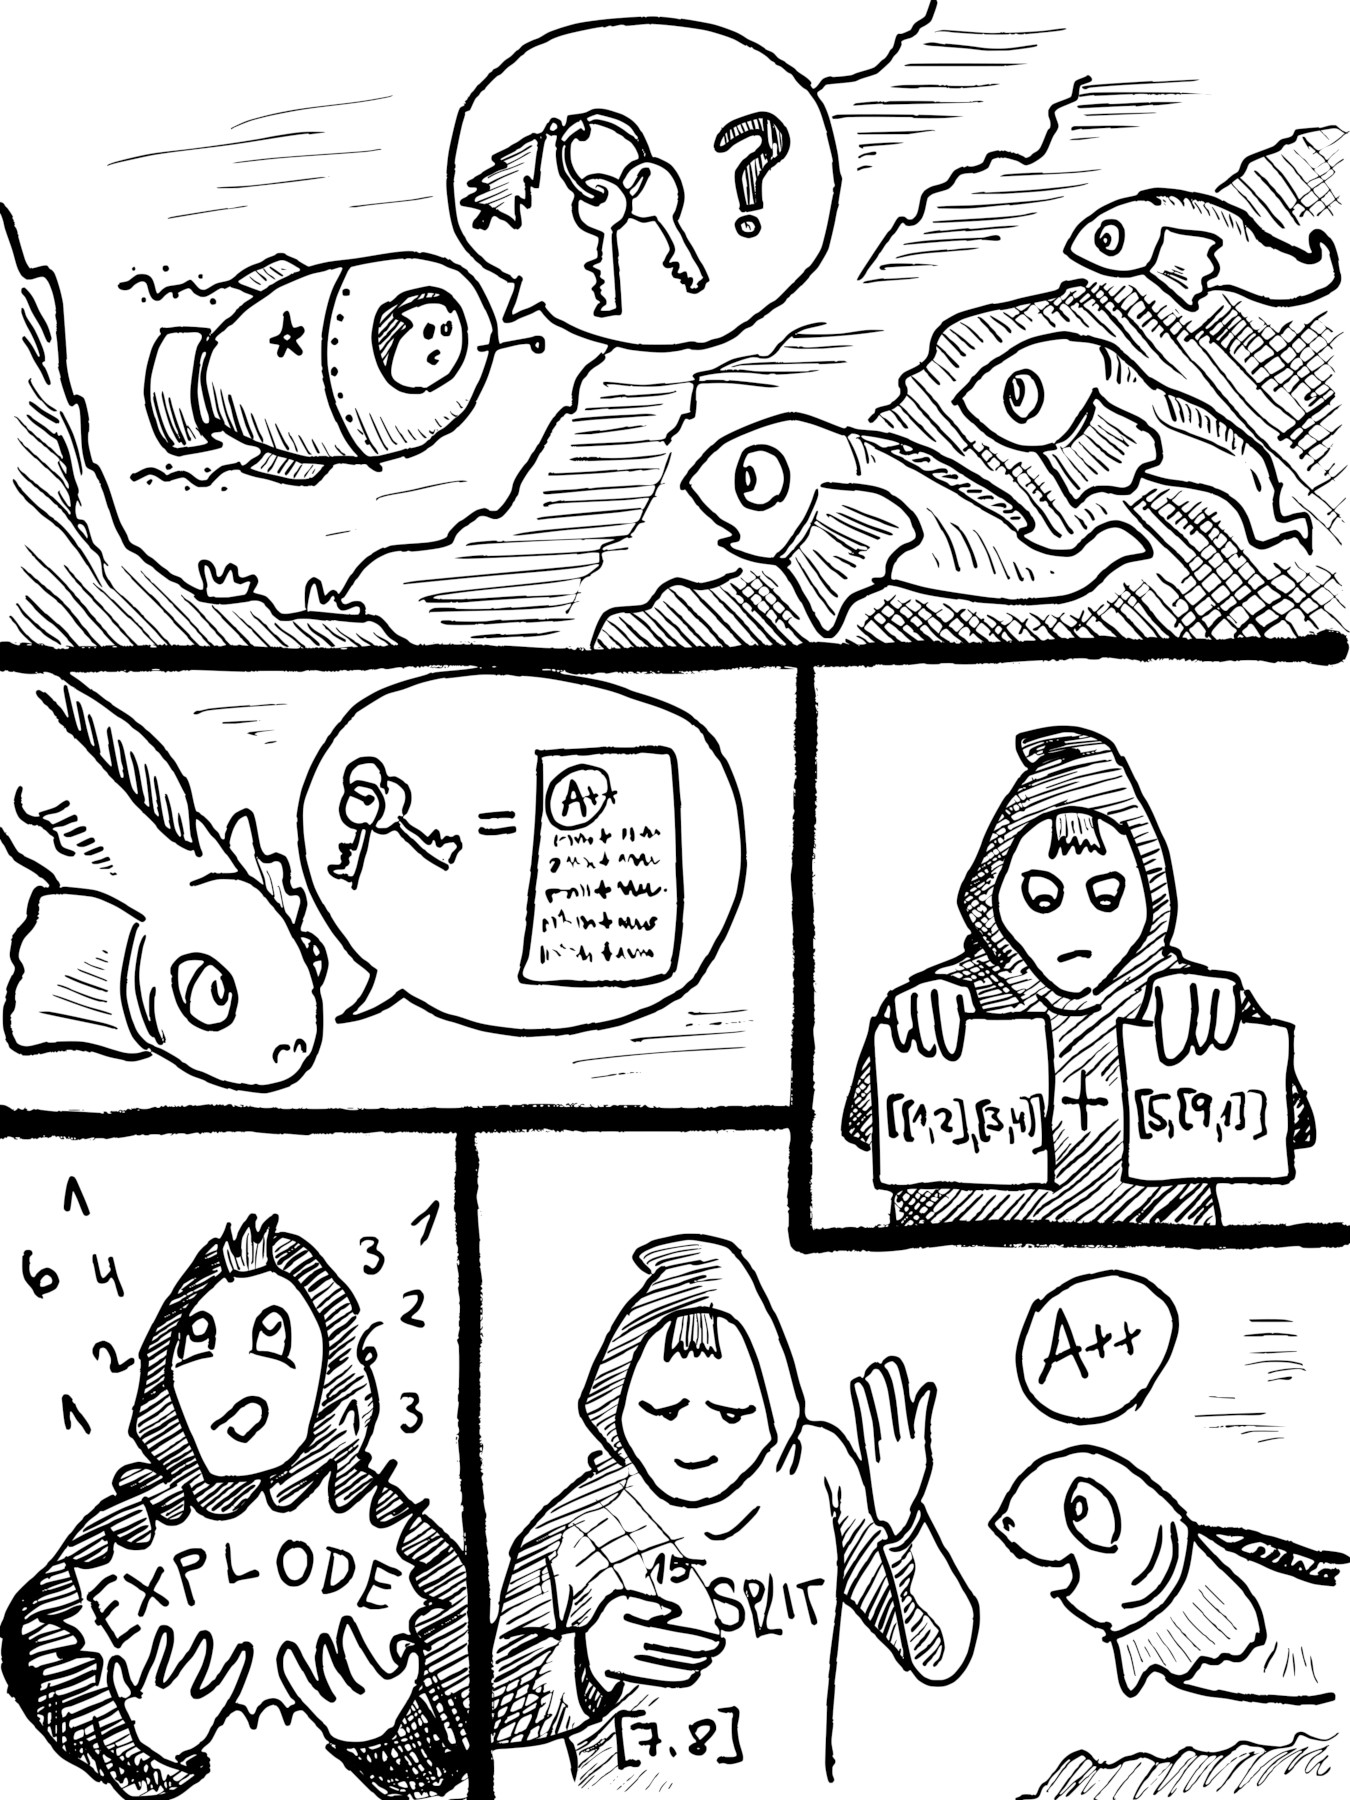 ?
=
A++
[[1,2],[3,4]] + [5,[9,1]]
1
6 4
2
1
3 1
2
6
1 3
EXPLODE
15
SPLIT
[7,8]
A++